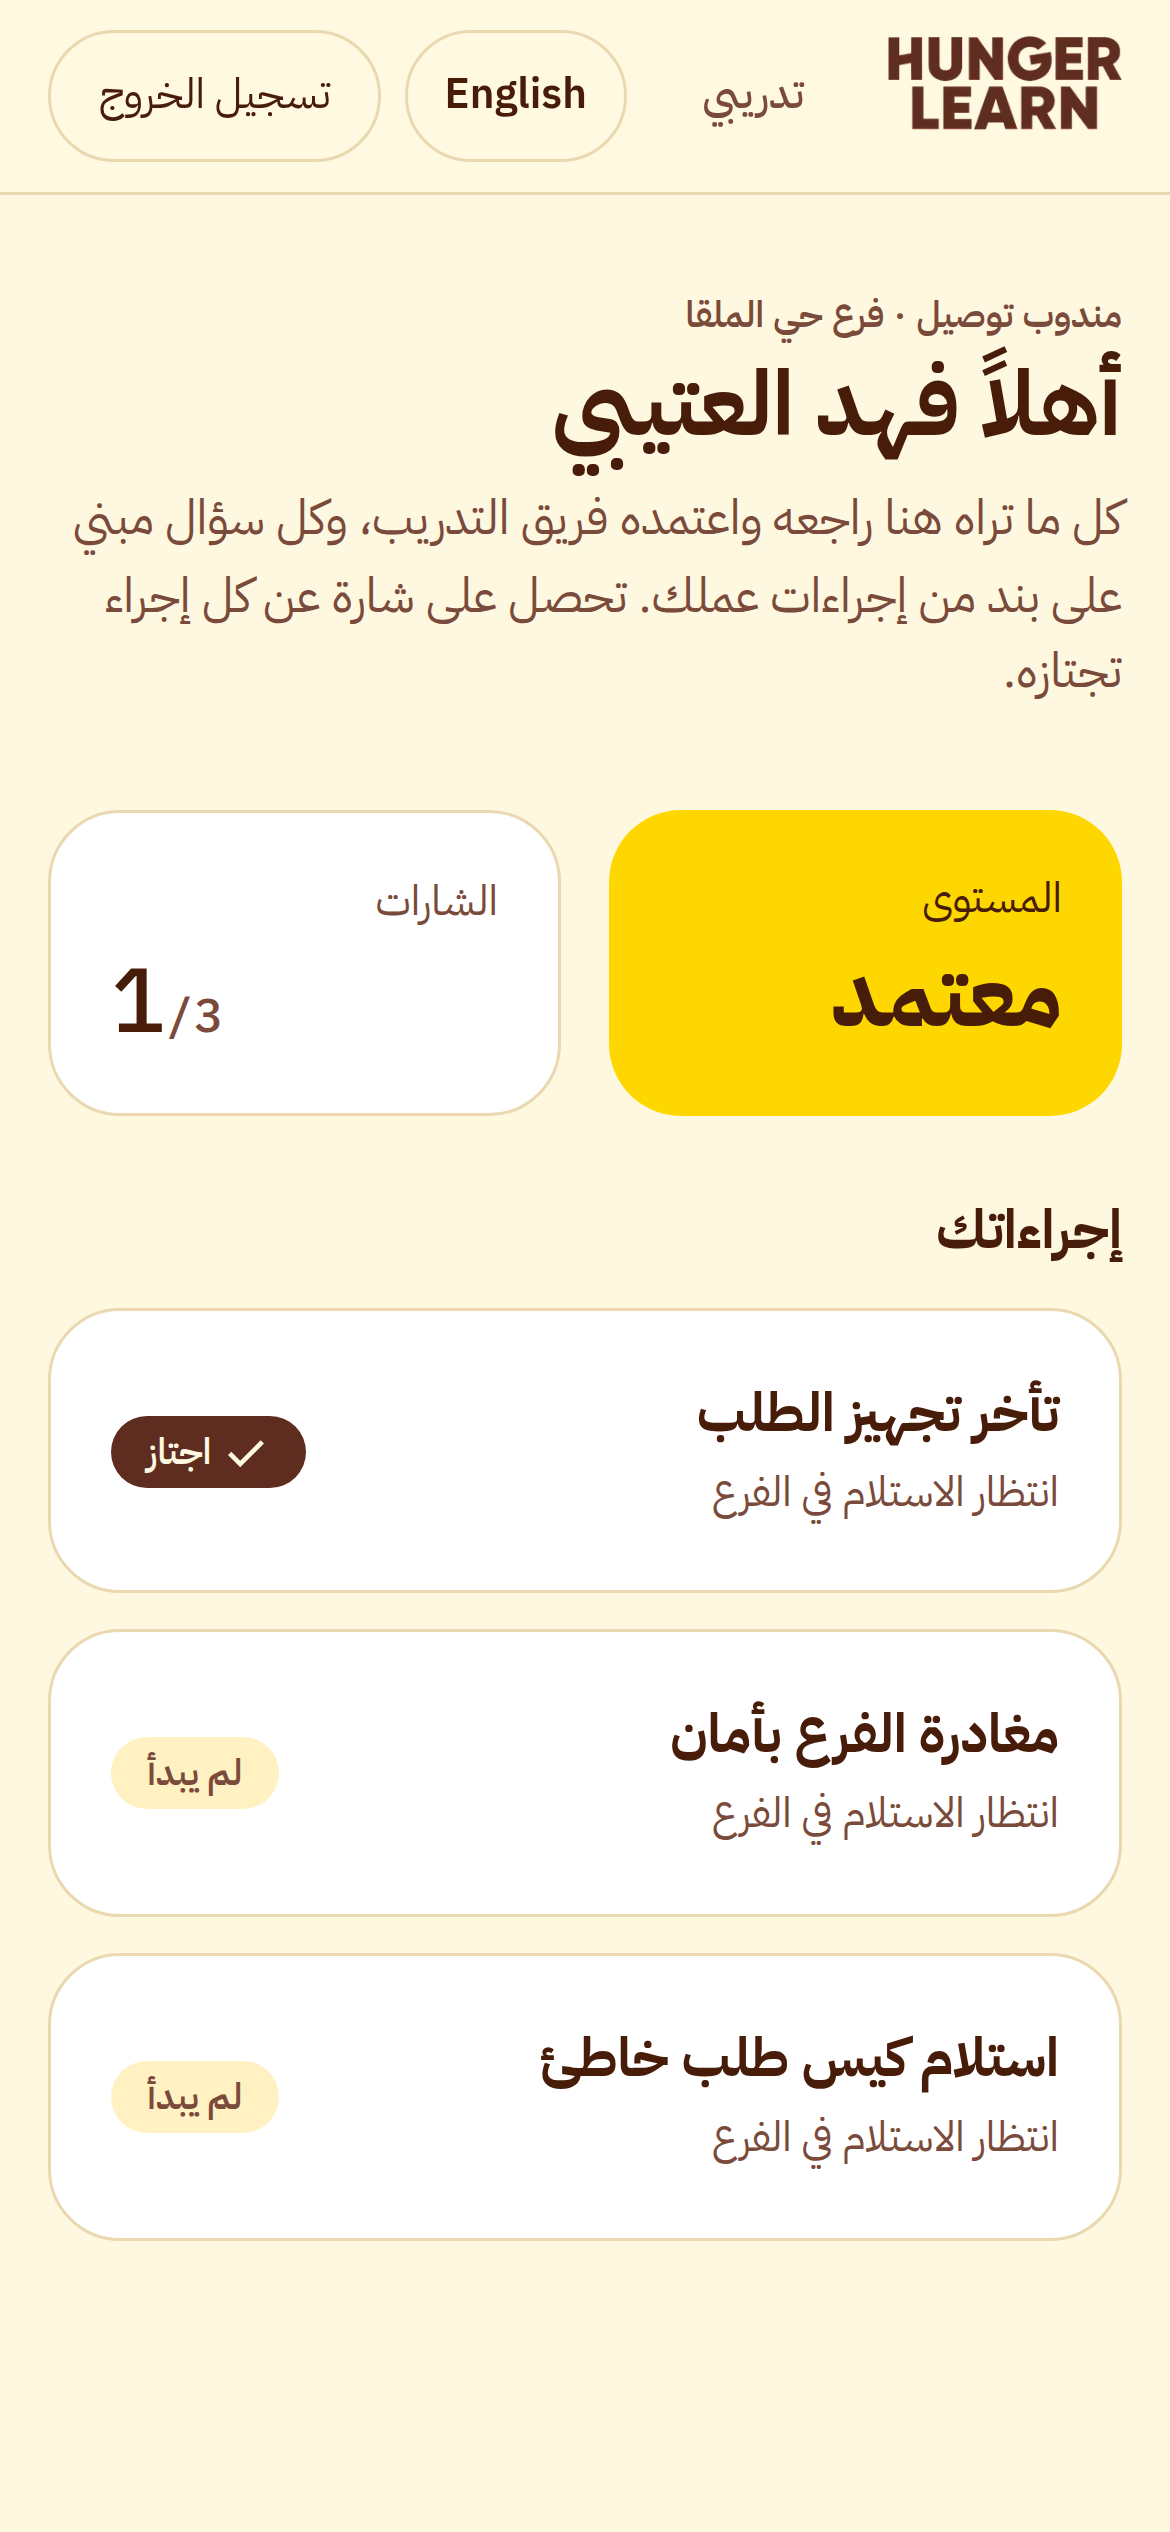 HUNGER
LEARN
تدريبي
English
تسجيل الخروج
مندوب توصيل · فرع حي الملقا
أهلاً فهد العتيبي
كل ما تراه هنا راجعه واعتمده فريق التدريب، وكل سؤال مبني
على بند من إجراءات عملك. تحصل على شارة عن كل إجراء
تجتازه.
المستوى
معتمد
الشارات
1/3
إجراءاتك
تأخر تجهيز الطلب
انتظار الاستلام في الفرع
اجتاز
مغادرة الفرع بأمان
انتظار الاستلام في الفرع
لم يبدأ
استلام كيس طلب خاطئ
انتظار الاستلام في الفرع
لم يبدأ